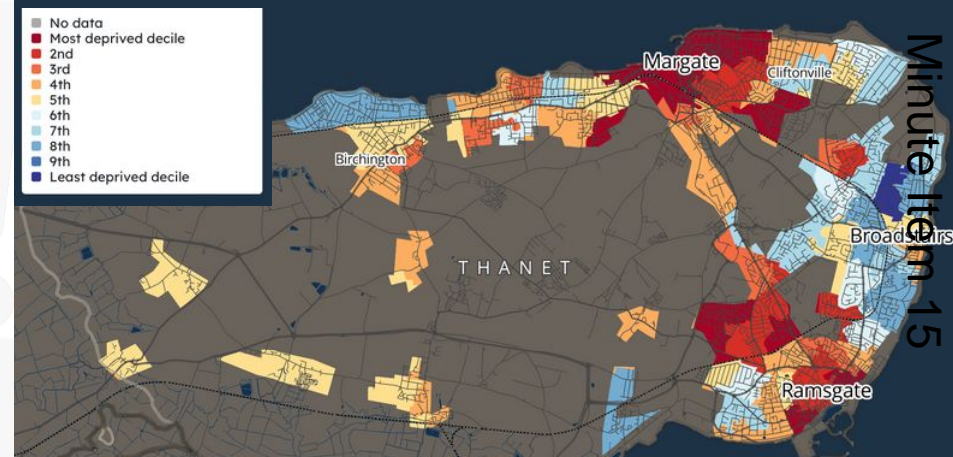 No data
Most deprived decile
2nd
3rd
4th
5th
6th
7th
8th
9th
Least deprived decile
Margate
Cliftonville
Birchington
Broadstairs
THANET
Ramsgate
Minute Item 15